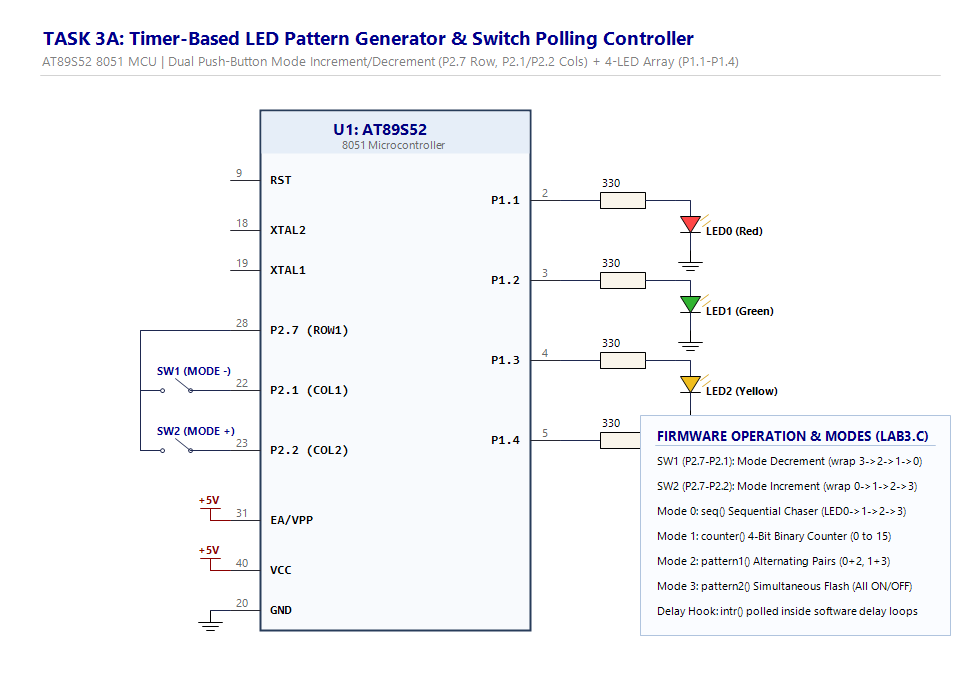 TASK 3A: Timer-Based LED Pattern Generator & Switch Polling Controller
AT89S52 8051 MCU | Dual Push-Button Mode Increment/Decrement (P2.7 Row, P2.1/P2.2 Cols) + 4-LED Array (P1.1-P1.4)
U1: AT89S52
8051 Microcontroller
9
RST
18
XTAL2
19
XTAL1
28
P2.7 (ROW1)
SW1 (MODE -)
22
P2.1 (COL1)
SW2 (MODE +)
23
P2.2 (COL2)
+5V
31
EA/VPP
+5V
40
VCC
20
GND
P1.1
2
330
LED0 (Red)
P1.2
3
330
LED1 (Green)
P1.3
4
330
LED2 (Yellow)
P1.4
5
330
FIRMWARE OPERATION & MODES (LAB3.C)
SW1 (P2.7-P2.1): Mode Decrement (wrap 3->2->1->0)
SW2 (P2.7-P2.2): Mode Increment (wrap 0->1->2->3)
Mode 0: seq() Sequential Chaser (LED0->1->2->3)
Mode 1: counter() 4-Bit Binary Counter (0 to 15)
Mode 2: pattern1() Alternating Pairs (0+2, 1+3)
Mode 3: pattern2() Simultaneous Flash (All ON/OFF)
Delay Hook: intr() polled inside software delay loops